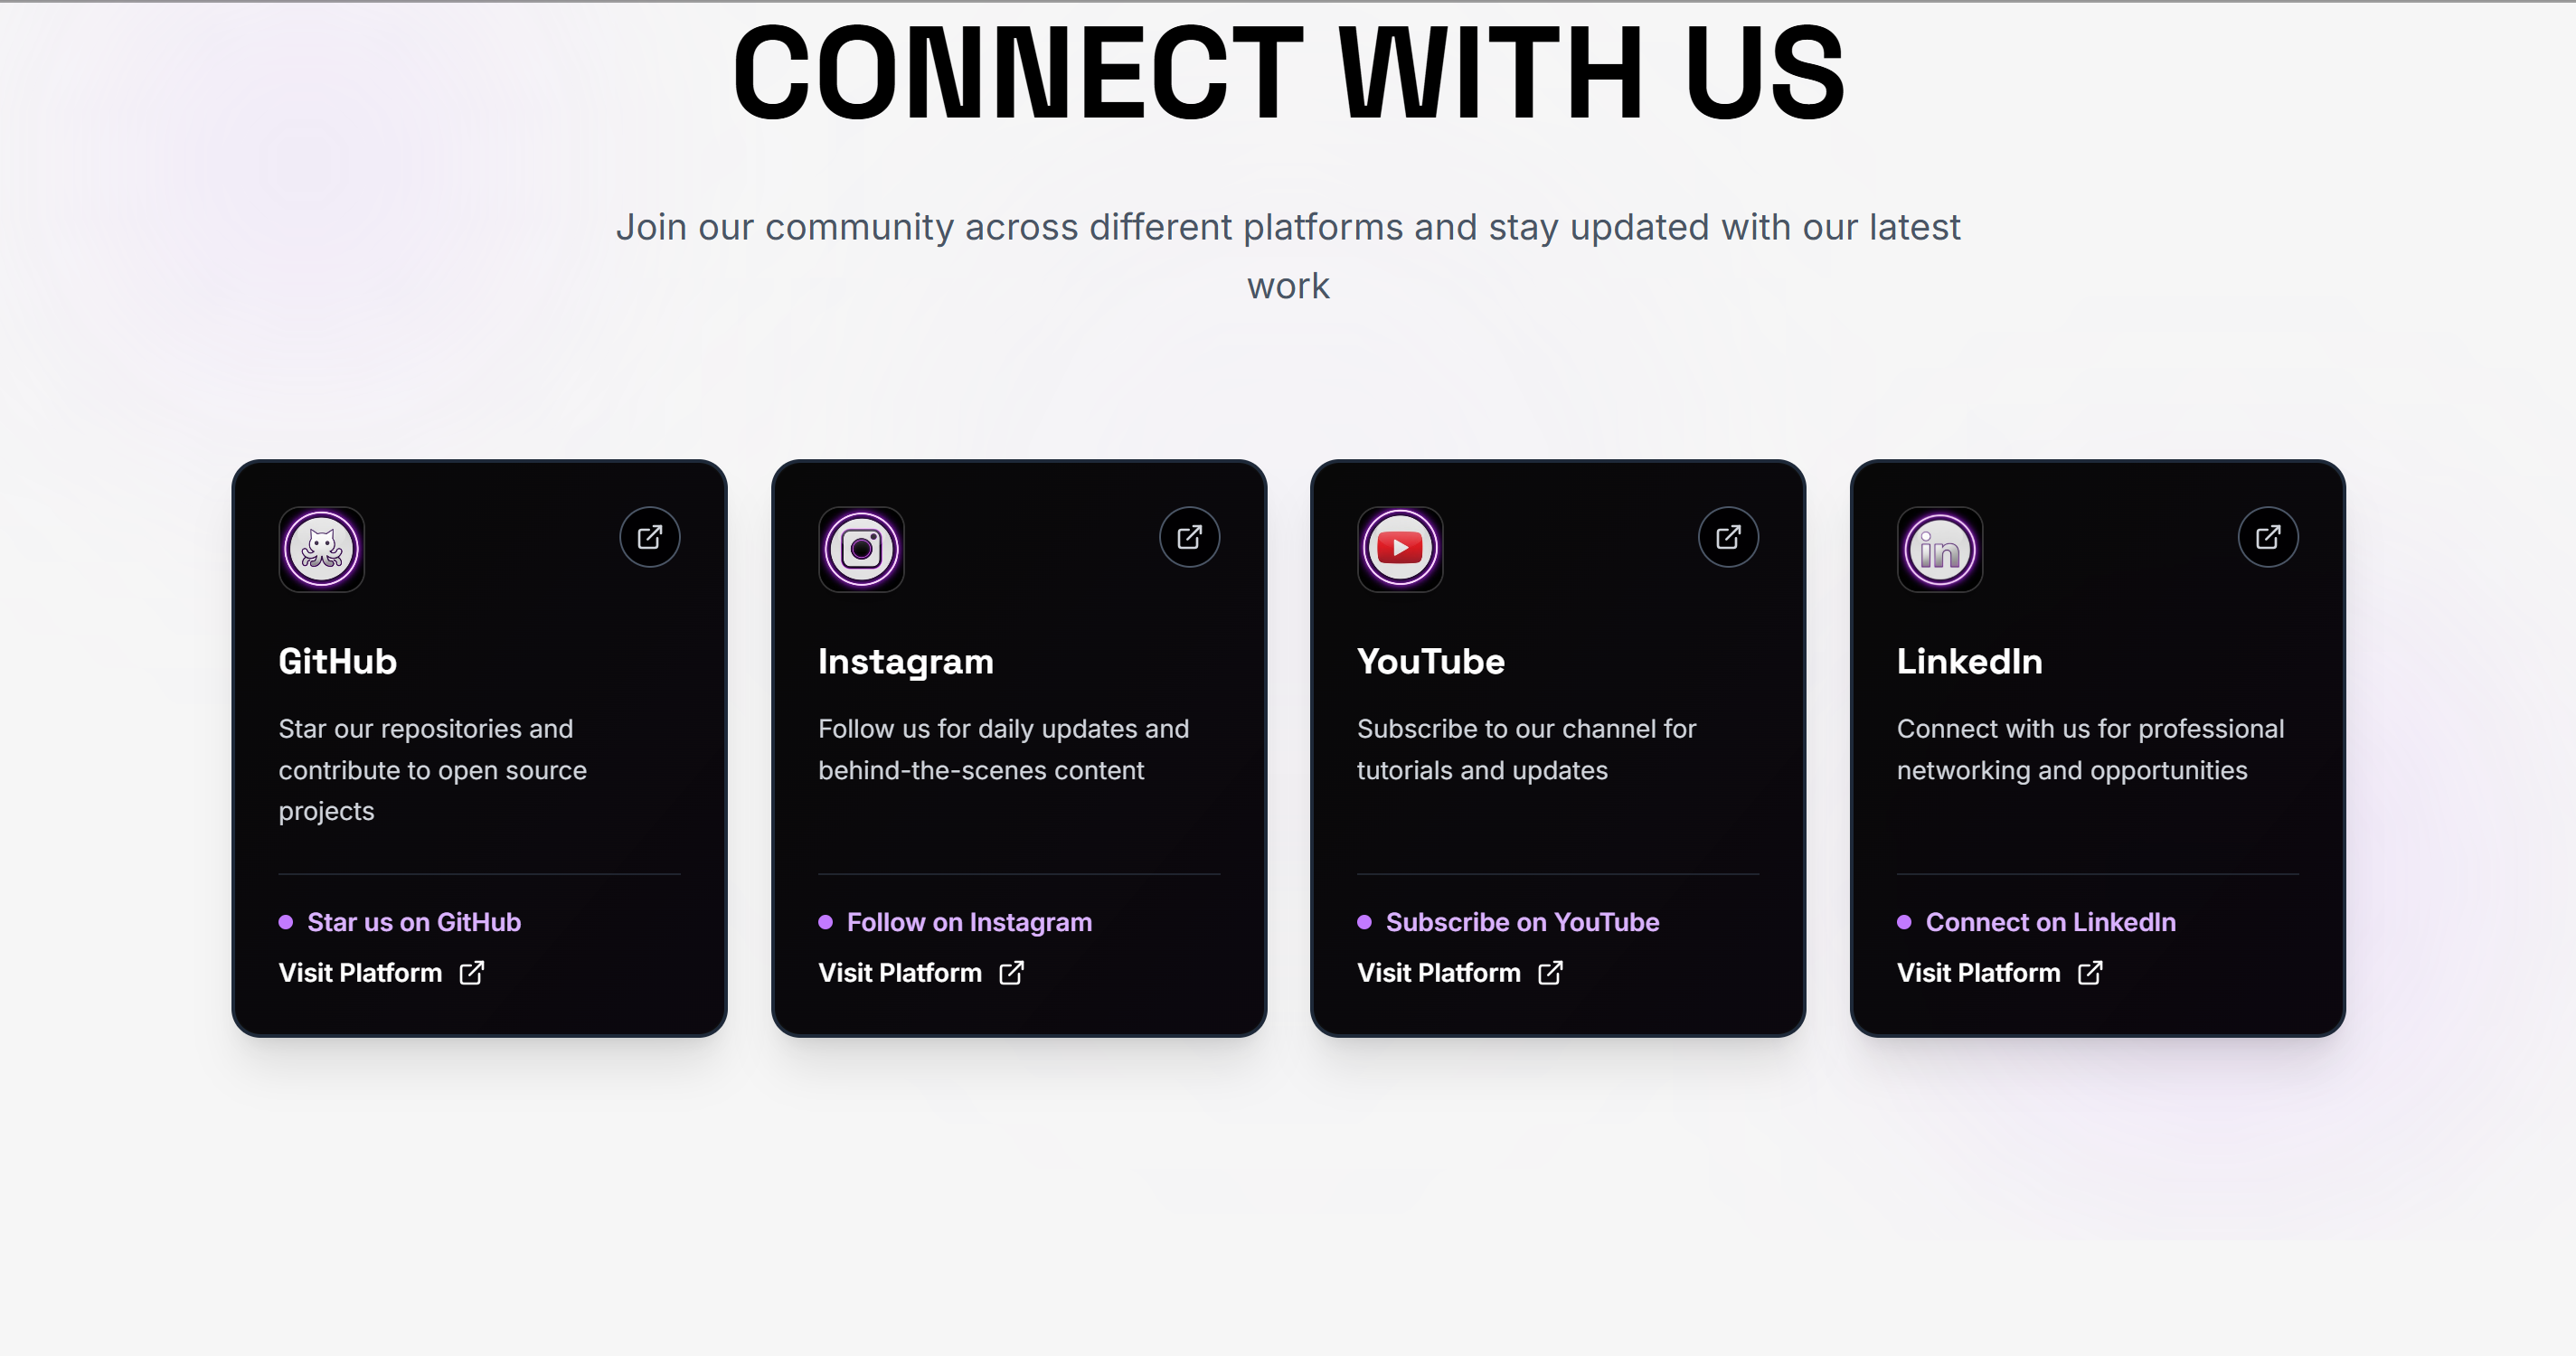 CONNECT WITH US
Join our community across different platforms and stay updated with our latest
work
GitHub
Star our repositories and
contribute to open source
projects
Star us on GitHub
Visit Platform
Instagram
Follow us for daily updates and
behind-the-scenes content
Follow on Instagram
Visit Platform
YouTube
Subscribe to our channel for
tutorials and updates
Subscribe on YouTube
Visit Platform
in
LinkedIn
Connect with us for professional
networking and opportunities
Connect on LinkedIn
Visit Platform